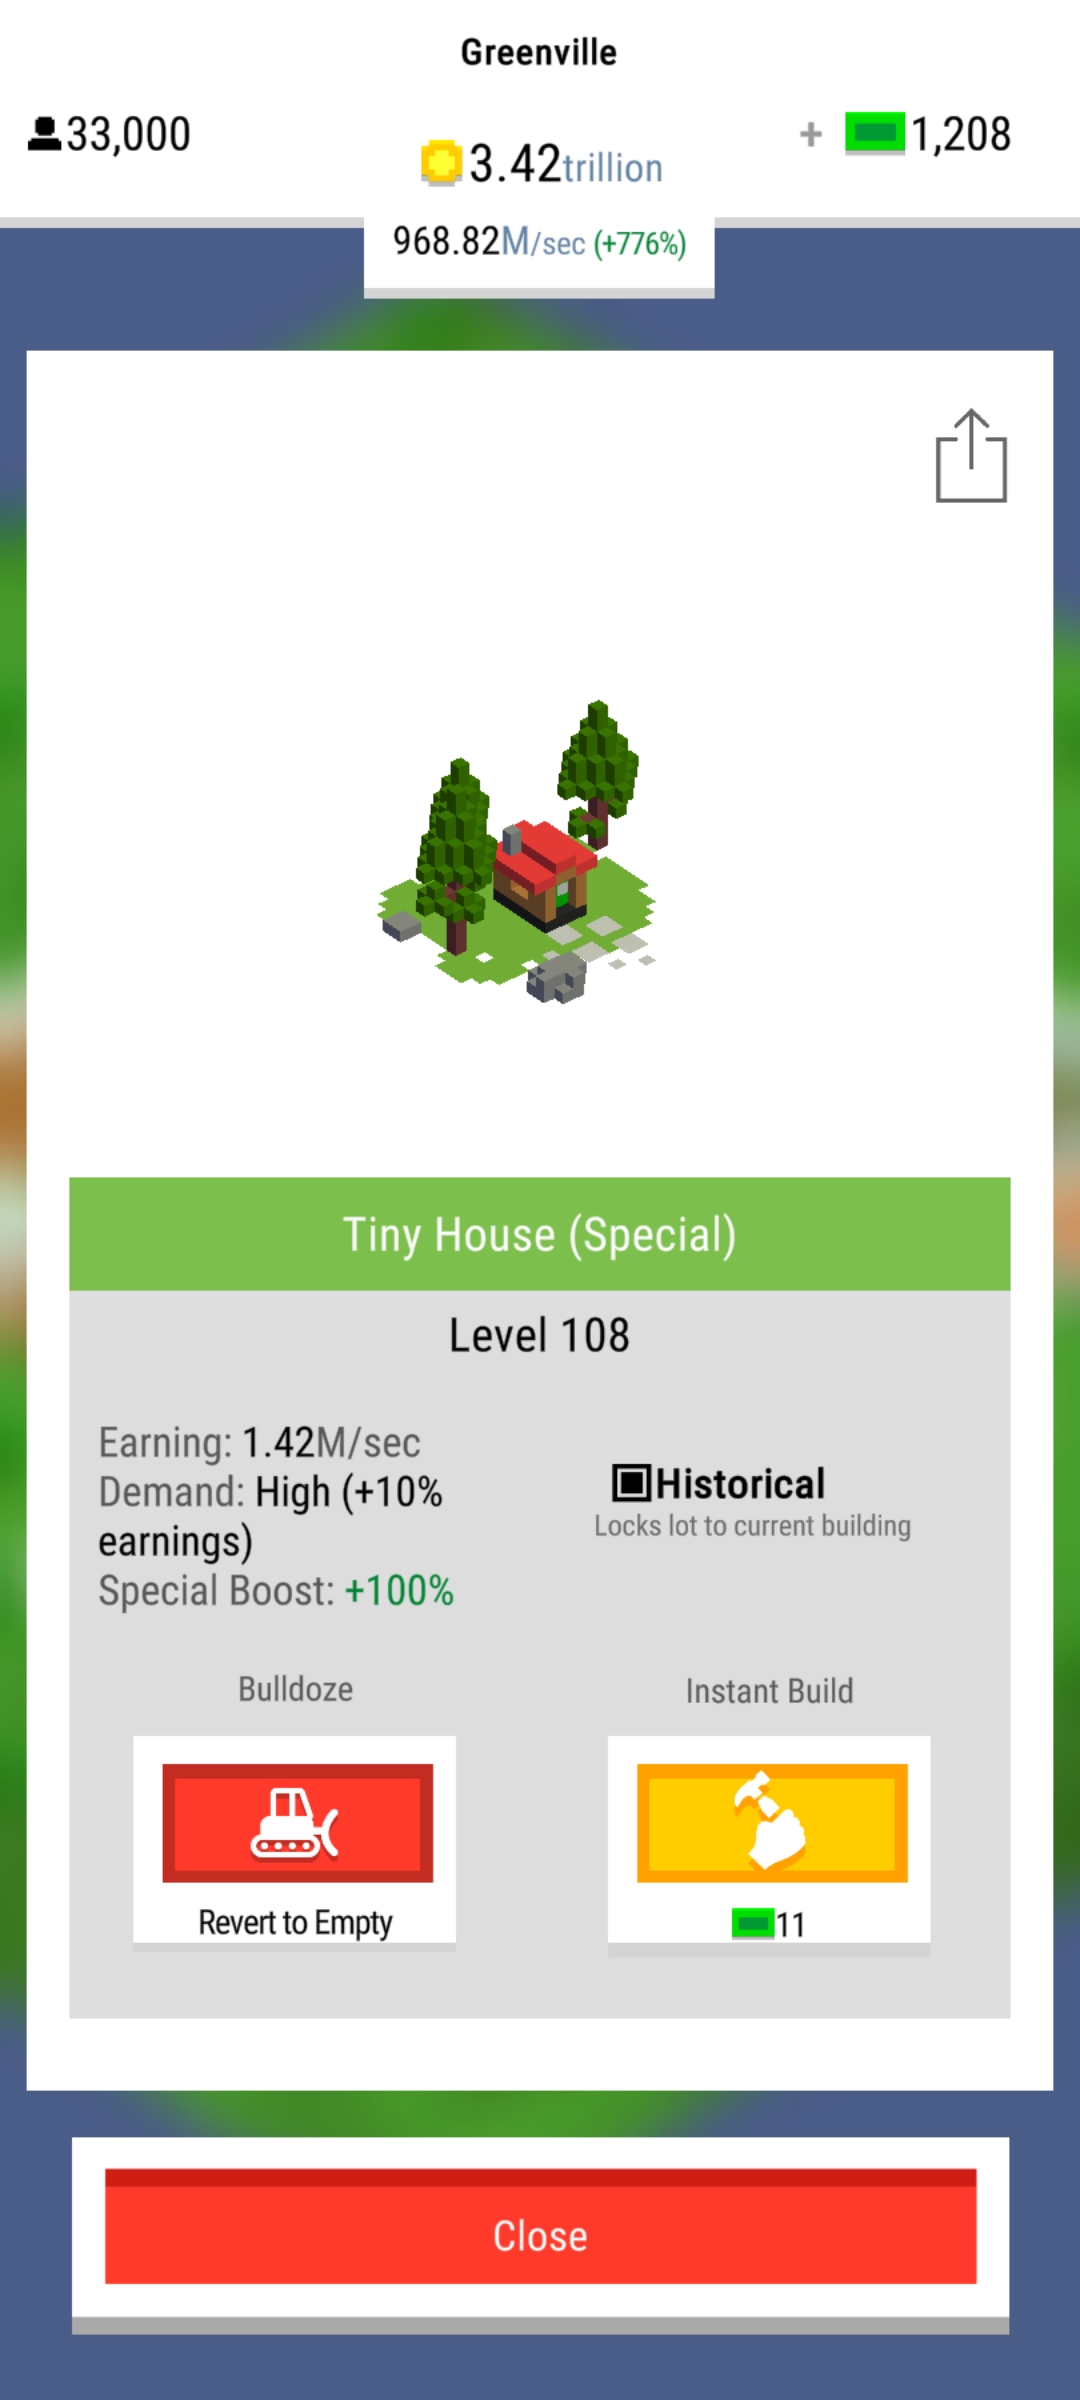 Greenville
33,000
3.42trillion
+ 1,208
968.82M/sec (+776%)
Tiny House (Special)
Level 108
Earning: 1.42M/sec
Demand: High (+10%
earnings)
Special Boost: +100%
Historical
Locks lot to current building
Bulldoze
Revert to Empty
Instant Build
11
Close